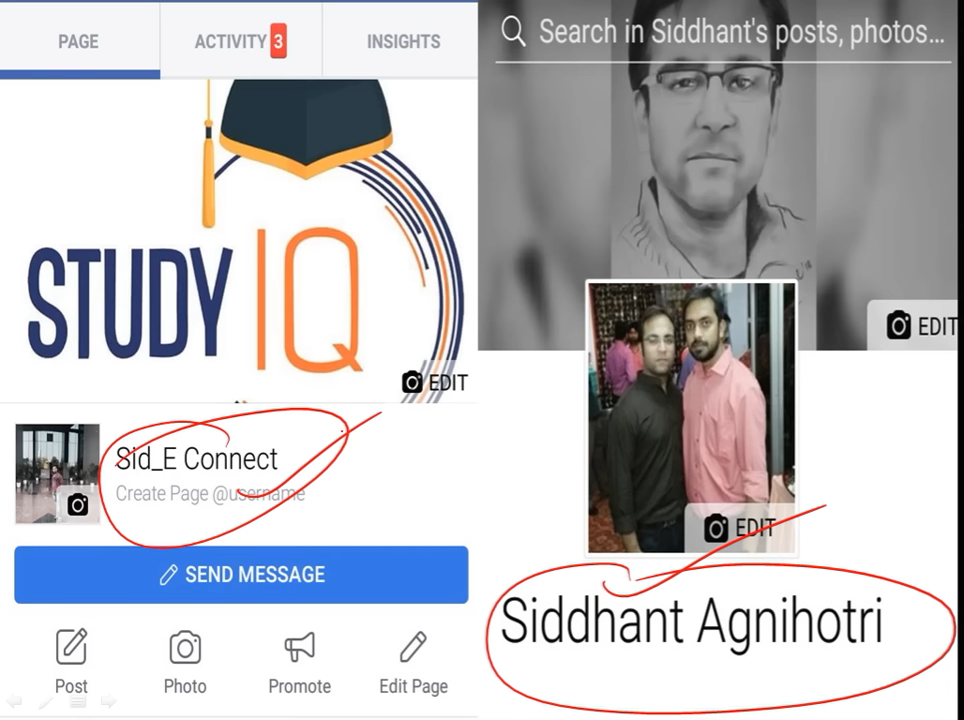 PAGE
ACTIVITY 3
INSIGHTS
STUDY IQ
EDIT
Sid_E Connect
Create Page @username
SEND MESSAGE
Post
Photo
Promote
Edit Page
Search in Siddhant's posts, photos...
EDIT
EDIT
Siddhant Agnihotri